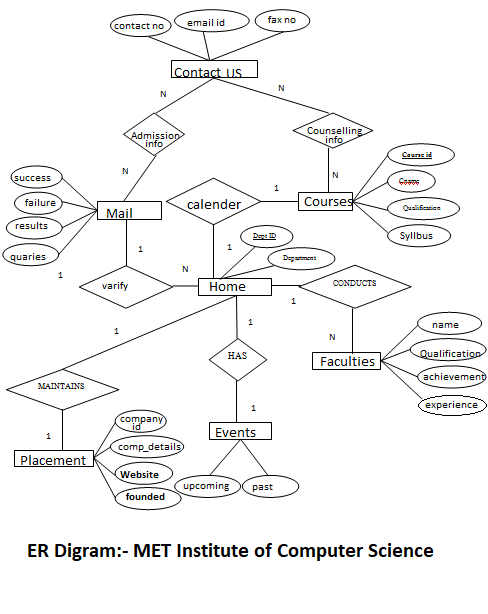 contact no
email id
fax no
Contact US
N
N
Admission
info
Counselling
info
N
N
success
failure
results
quaries
Mail
calender
1
Courses
Course id
Qualification
Syllbus
1
1
1
Dept ID
Department
varify
N
Home
1
CONDUCTS
N
Faculties
name
Qualification
achievement
experience
1
1
HAS
MAINTAINS
1
1
Placement
company
id
comp_details
Website
founded
Events
upcoming
past
ER Digram:- MET Institute of Computer Science